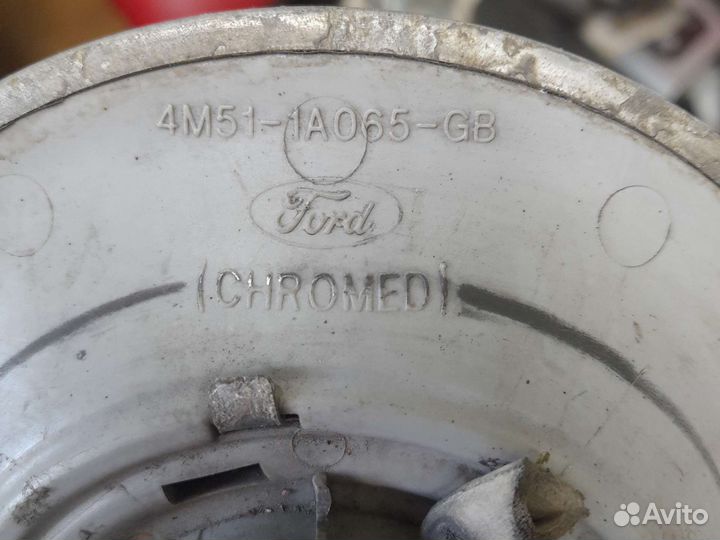 4M51-1A065-GB
Ford
(CHROMED)
Avito